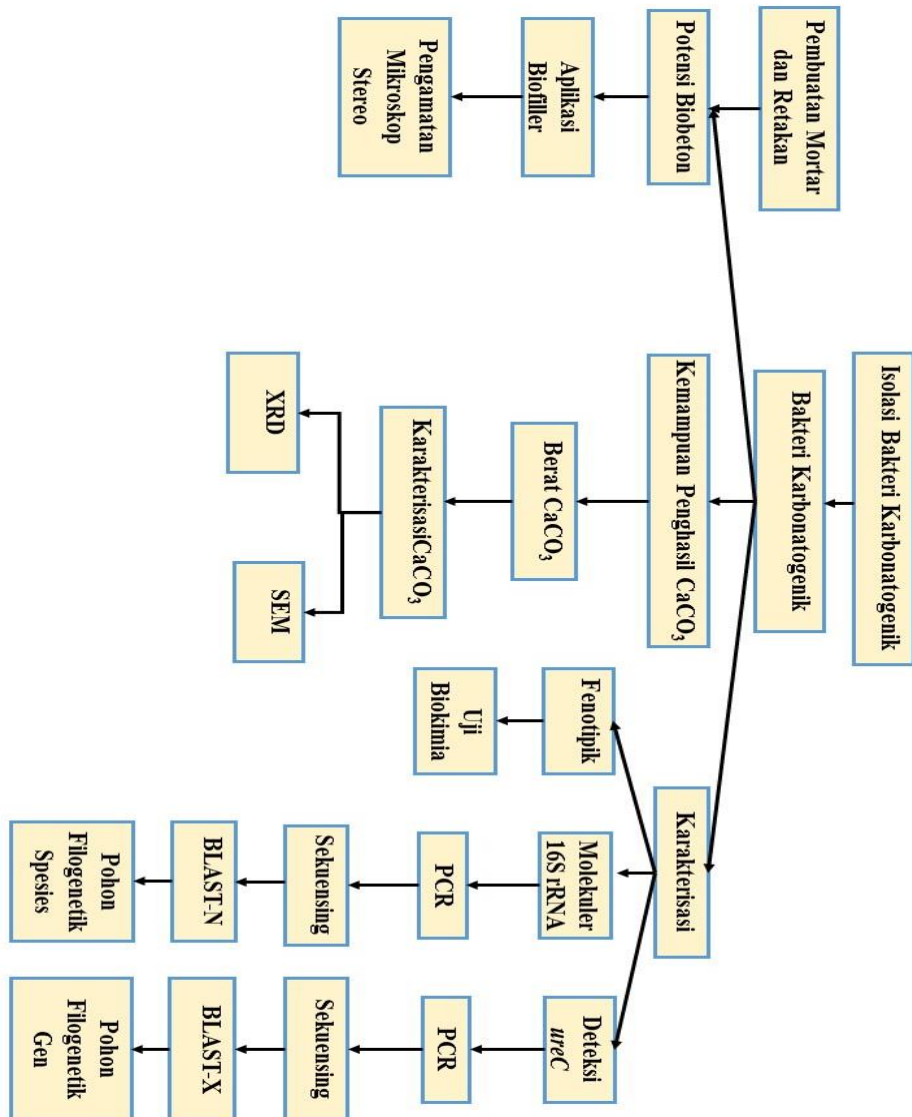 Isolasi Bakteri Karbonatogenik
Pembuatan Mortar
dan Retakan
Bakteri Karbonatogenik
Potensi Biobeton
Kemampuan Penghasil CaCO₃
Karakterisasi
Aplikasi
Biofiller
Berat CaCO₃
Fenotipik
Molekuler
16S rRNA
Deteksi
ureC
Pengamatan
Mikroskop
Stereo
KarakterisasiCaCO₃
Uji
Biokimia
PCR
PCR
XRD
SEM
Sekuensing
Sekuensing
BLAST-N
BLAST-X
Pohon
Filogenetik
Spesies
Pohon
Filogenetik
Gen